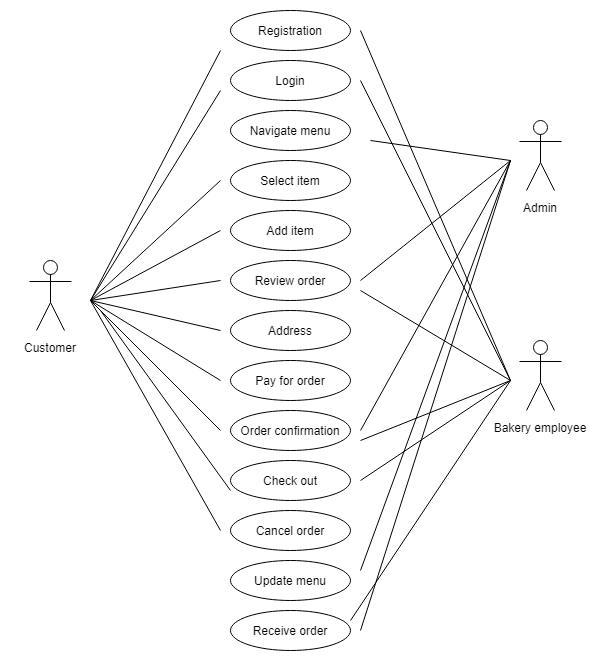 Registration
Login
Navigate menu
Select item
Add item
Review order
Address
Pay for order
Order confirmation
Check out
Cancel order
Update menu
Receive order
Customer
Admin
Bakery employee